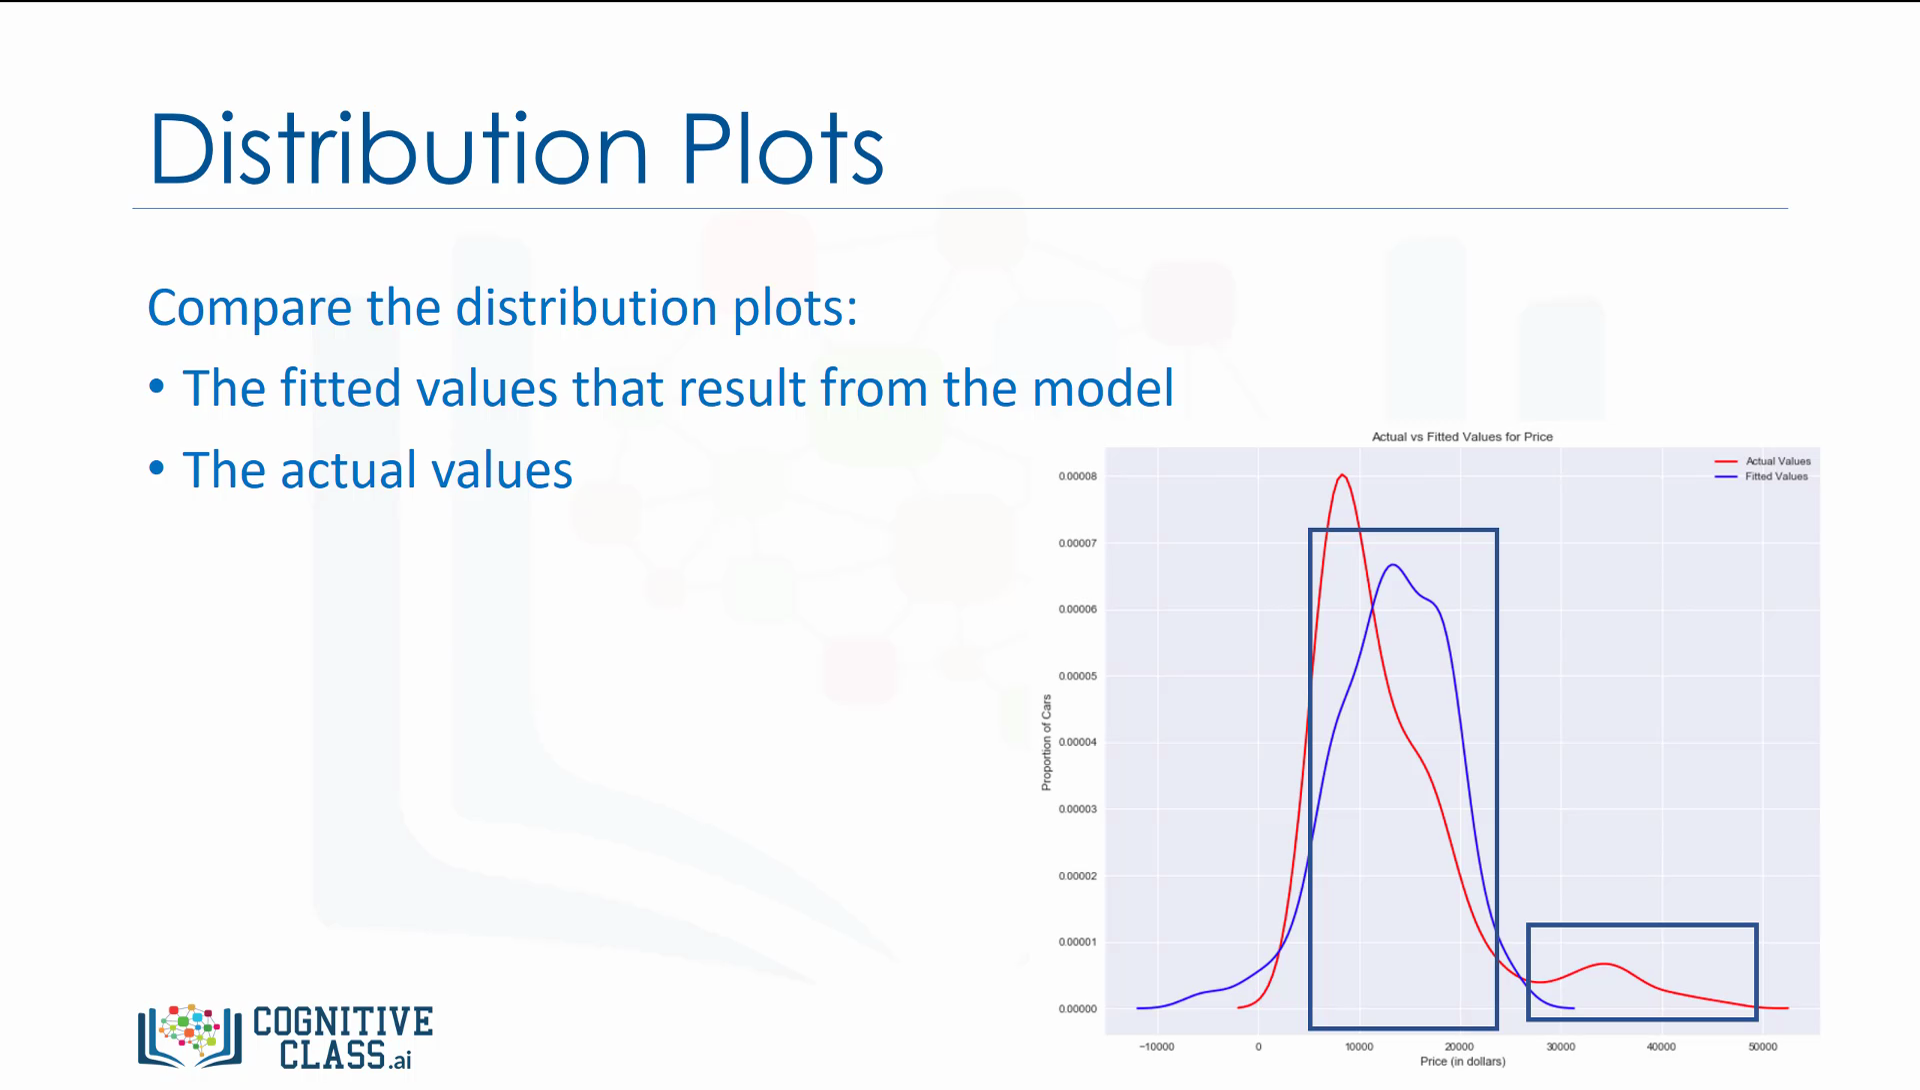 Distribution Plots
Compare the distribution plots:
• The fitted values that result from the model
• The actual values
Actual vs Fitted Values for Price
Actual Values
Fitted Values
0.00008
0.00007
0.00006
0.00005
0.00004
0.00003
0.00002
0.00001
0.00000
Proportion of Cars
−10000 0 10000 20000 30000 40000 50000
Price (in dollars)
COGNITIVE
CLASS.ai